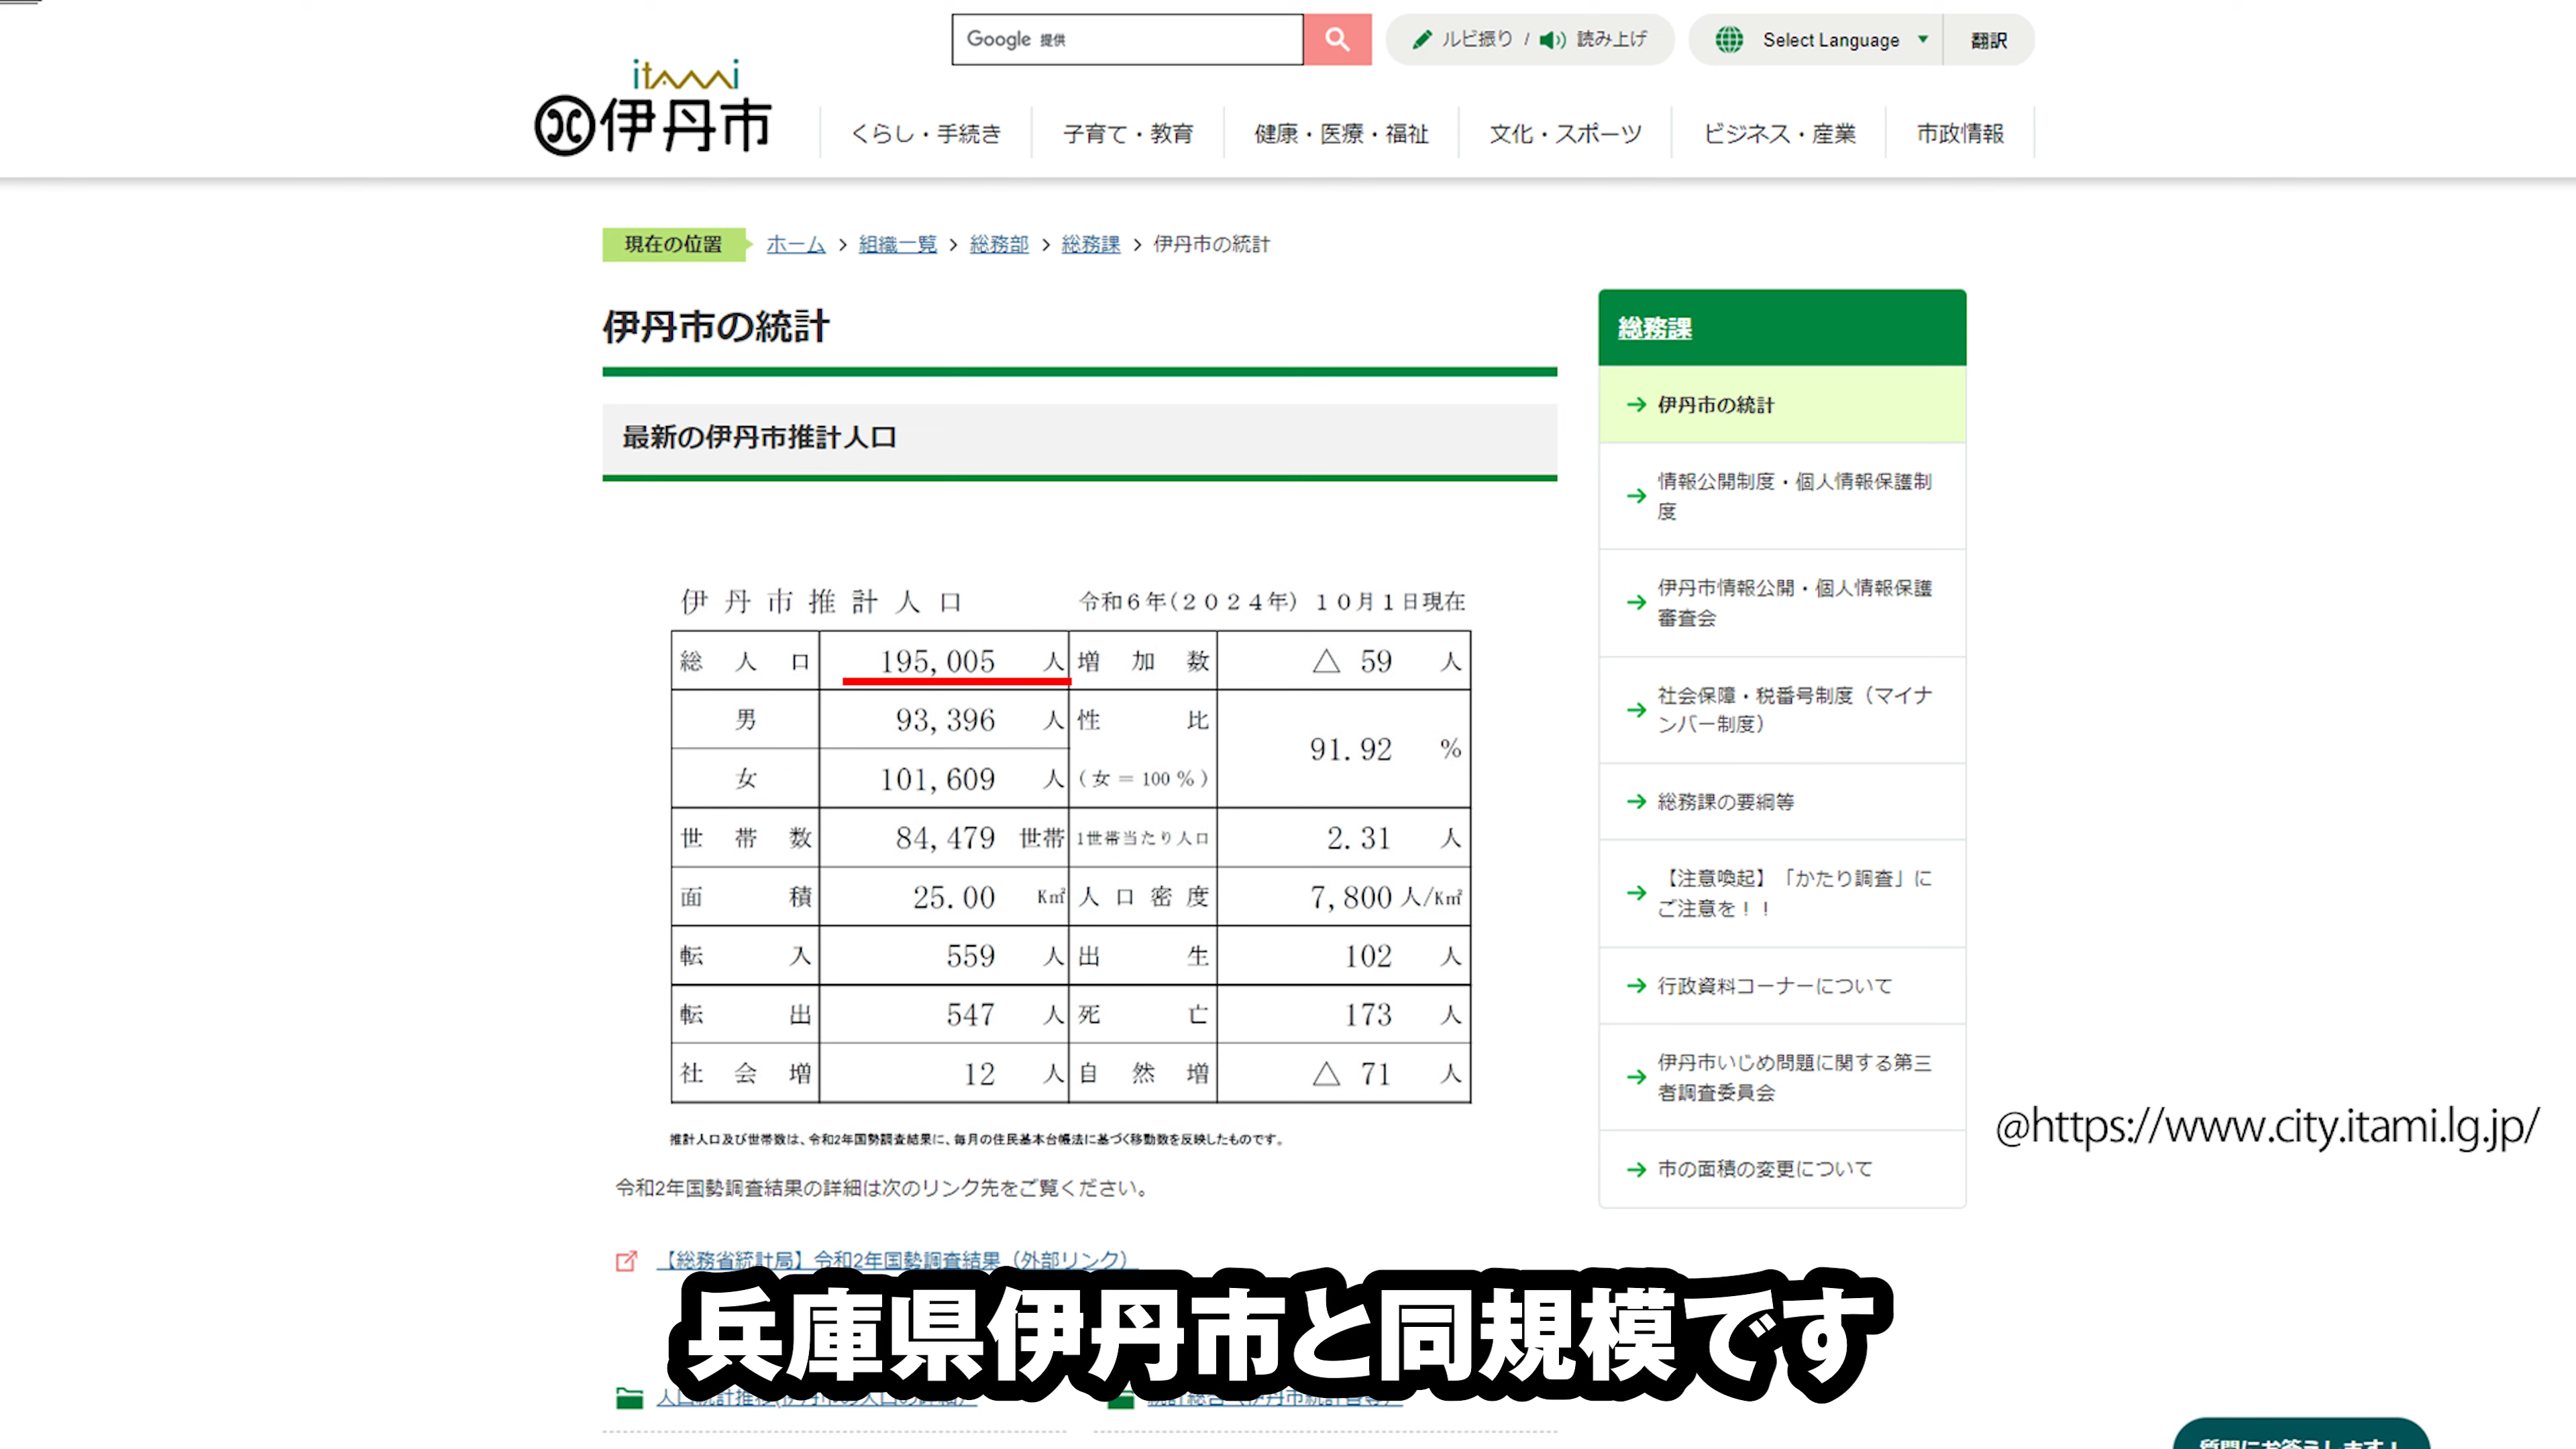 Google 提供
ルビ振り / 読み上げ
Select Language
翻訳
itami
伊丹市
くらし・手続き
子育て・教育
健康・医療・福祉
文化・スポーツ
ビジネス・産業
市政情報
現在の位置
ホーム > 組織一覧 > 総務部 > 総務課 > 伊丹市の統計
伊丹市の統計
最新の伊丹市推計人口
伊丹市推計人口 令和6年(2024年) 10月1日現在
総人口 195,005 人 増加数 △ 59 人
男 93,396 人 性比 91.92 %
女 101,609 人 (女=100%)
世帯数 84,479 世帯 1世帯当たり人口 2.31 人
面積 25.00 K㎡ 人口密度 7,800 人/K㎡
転入 559 人 出生 102 人
転出 547 人 死亡 173 人
社会増 12 人 自然増 △ 71 人
推計人口及び世帯数は、令和2年国勢調査結果に、毎月の住民基本台帳法に基づく移動数を反映したものです。
令和2年国勢調査結果の詳細は次のリンク先をご覧ください。
【総務省統計局】令和2年国勢調査結果（外部リンク）
総務課
伊丹市の統計
情報公開制度・個人情報保護制
度
伊丹市情報公開・個人情報保護
審査会
社会保障・税番号制度（マイナ
ンバー制度）
総務課の要綱等
【注意喚起】「かたり調査」に
ご注意を！！
行政資料コーナーについて
伊丹市いじめ問題に関する第三
者調査委員会
市の面積の変更について
@https://www.city.itami.lg.jp/
兵庫県伊丹市と同規模です
質問にお答えします！